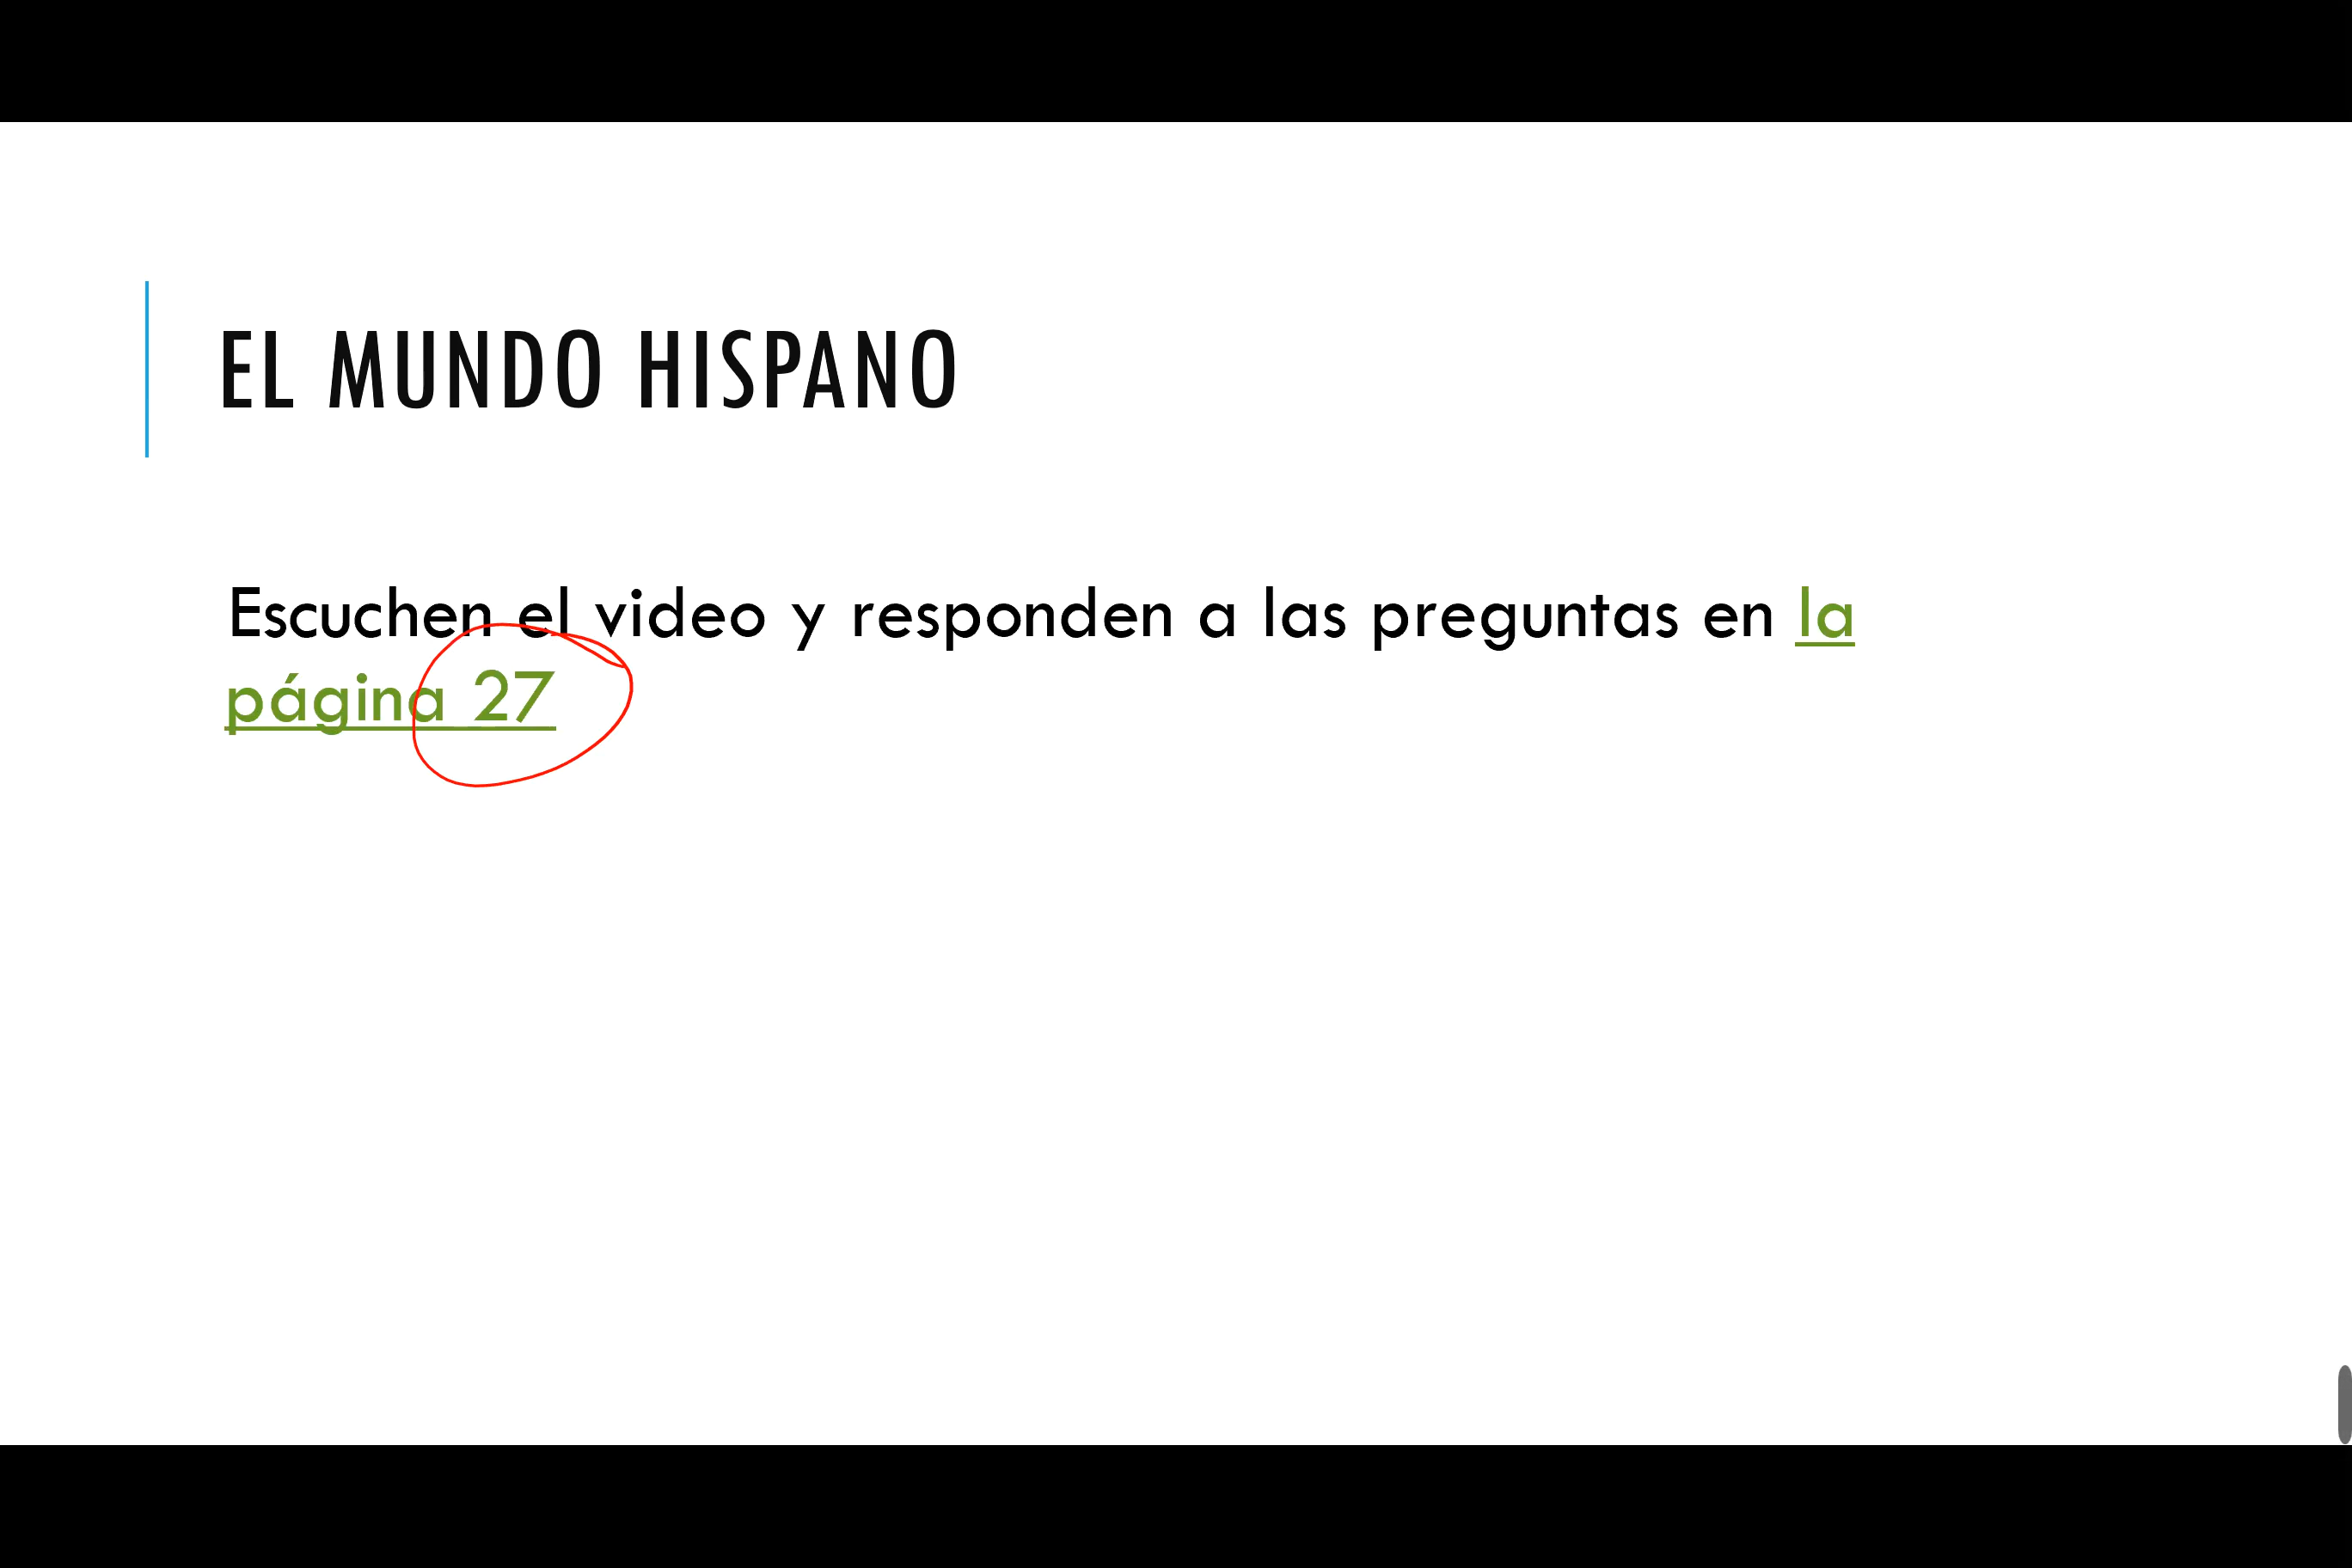 EL MUNDO HISPANO
Escuchen el video y responden a las preguntas en la
página 27